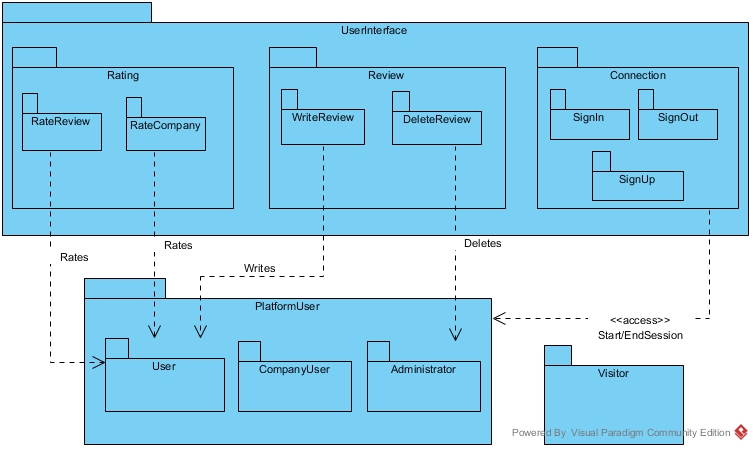 UserInterface
Rating
Review
Connection
RateReview
RateCompany
WriteReview
DeleteReview
SignIn
SignOut
SignUp
Rates
Rates
Writes
Deletes
<<access>>
Start/EndSession
PlatformUser
User
CompanyUser
Administrator
Visitor
Powered By Visual Paradigm Community Edition